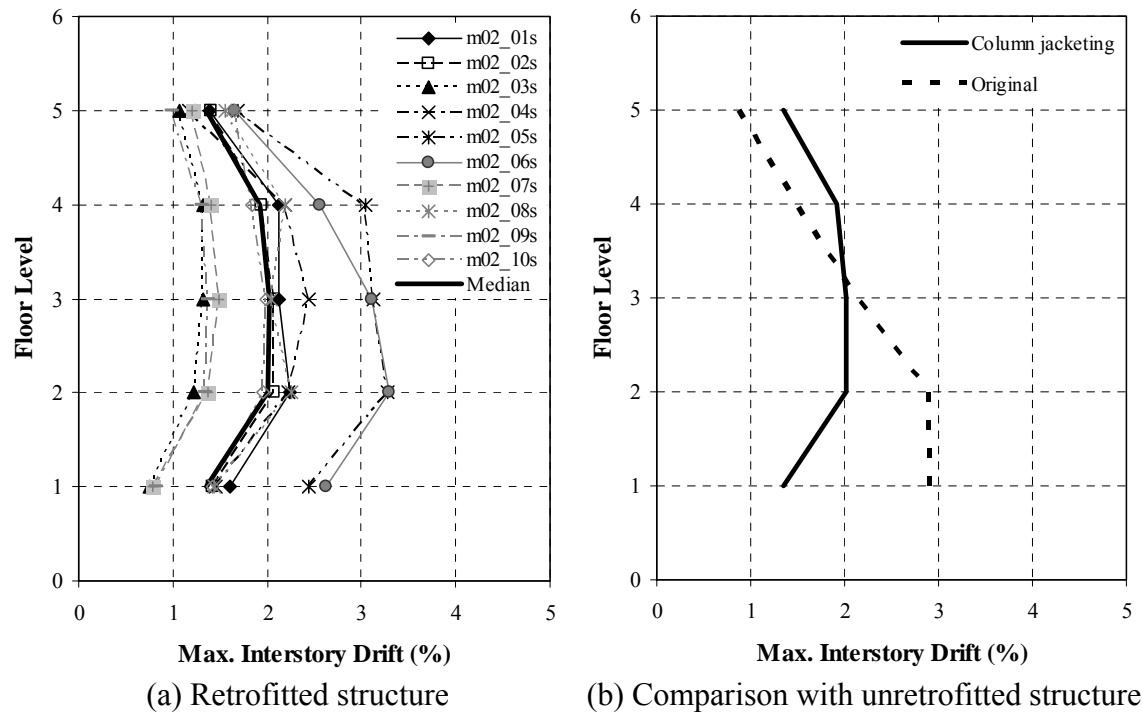 6
5
4
3
2
1
0
Floor Level
0 1 2 3 4 5
Max. Interstory Drift (%)
m02_01s
m02_02s
m02_03s
m02_04s
m02_05s
m02_06s
m02_07s
m02_08s
m02_09s
m02_10s
Median
(a) Retrofitted structure
6
5
4
3
2
1
0
Floor Level
0 1 2 3 4 5
Max. Interstory Drift (%)
Column jacketing
Original
(b) Comparison with unretrofitted structure